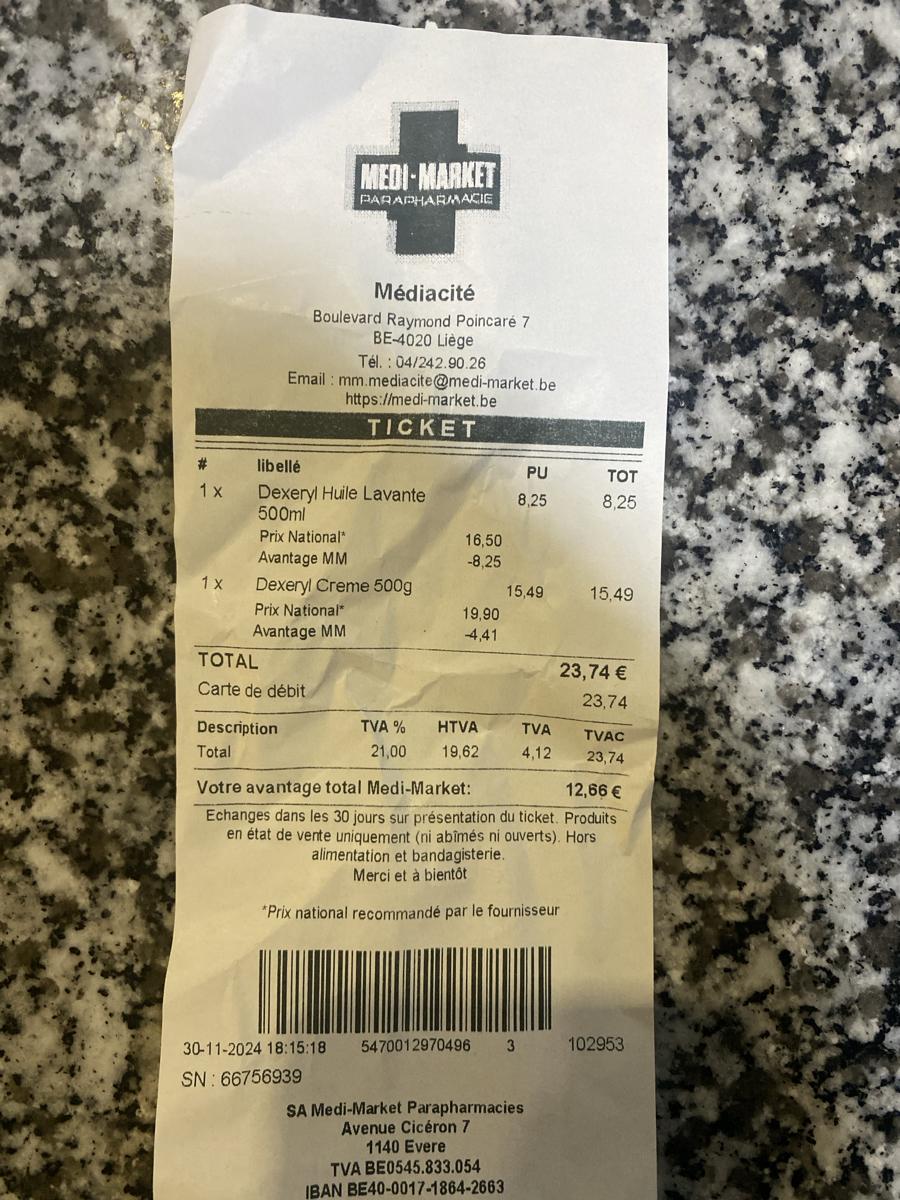 MEDI-MARKET
PARAPHARMACIE
Médiacité
Boulevard Raymond Poincaré 7
BE-4020 Liège
Tél. : 04/242.90.26
Email : mm.mediacite@medi-market.be
https://medi-market.be
TICKET
# libellé PU TOT
1 x Dexeryl Huile Lavante 8,25 8,25
500ml
Prix National* 16,50
Avantage MM -8,25
1 x Dexeryl Creme 500g 15,49 15,49
Prix National* 19,90
Avantage MM -4,41
TOTAL 23,74 €
Carte de débit 23,74
Description TVA % HTVA TVA TVAC
Total 21,00 19,62 4,12 23,74
Votre avantage total Medi-Market: 12,66 €
Echanges dans les 30 jours sur présentation du ticket. Produits
en état de vente uniquement (ni abîmés ni ouverts). Hors
alimentation et bandagisterie.
Merci et à bientôt
*Prix national recommandé par le fournisseur
30-11-2024 18:15:18 5470012970496 3 102953
SN : 66756939
SA Medi-Market Parapharmacies
Avenue Cicéron 7
1140 Evere
TVA BE0545.833.054
IBAN BE40-0017-1864-2663